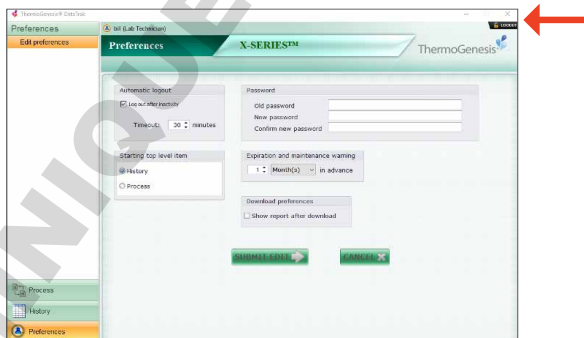 ThermoGenesis® DataTrak
Preferences
bill (Lab Technician)
LOGOUT
Edit preferences
Preferences
X-SERIES™
ThermoGenesis
Automatic logout
Log out after inactivity
Timeout: 30 minutes
Password
Old password
New password
Confirm new password
Starting top level item
History
Process
Expiration and maintenance warning
1 Month(s) in advance
Download preferences
Show report after download
SUBMIT EDIT
CANCEL
Process
History
Preferences
NIQUE